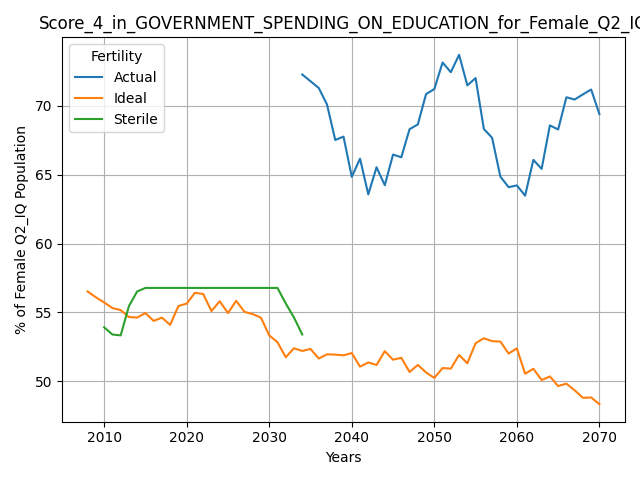 Score_4_in_GOVERNMENT_SPENDING_ON_EDUCATION_for_Female_Q2_IQ
Fertility
Actual
Ideal
Sterile
% of Female Q2_IQ Population
70
65
60
55
50
2010 2020 2030 2040 2050 2060 2070
Years